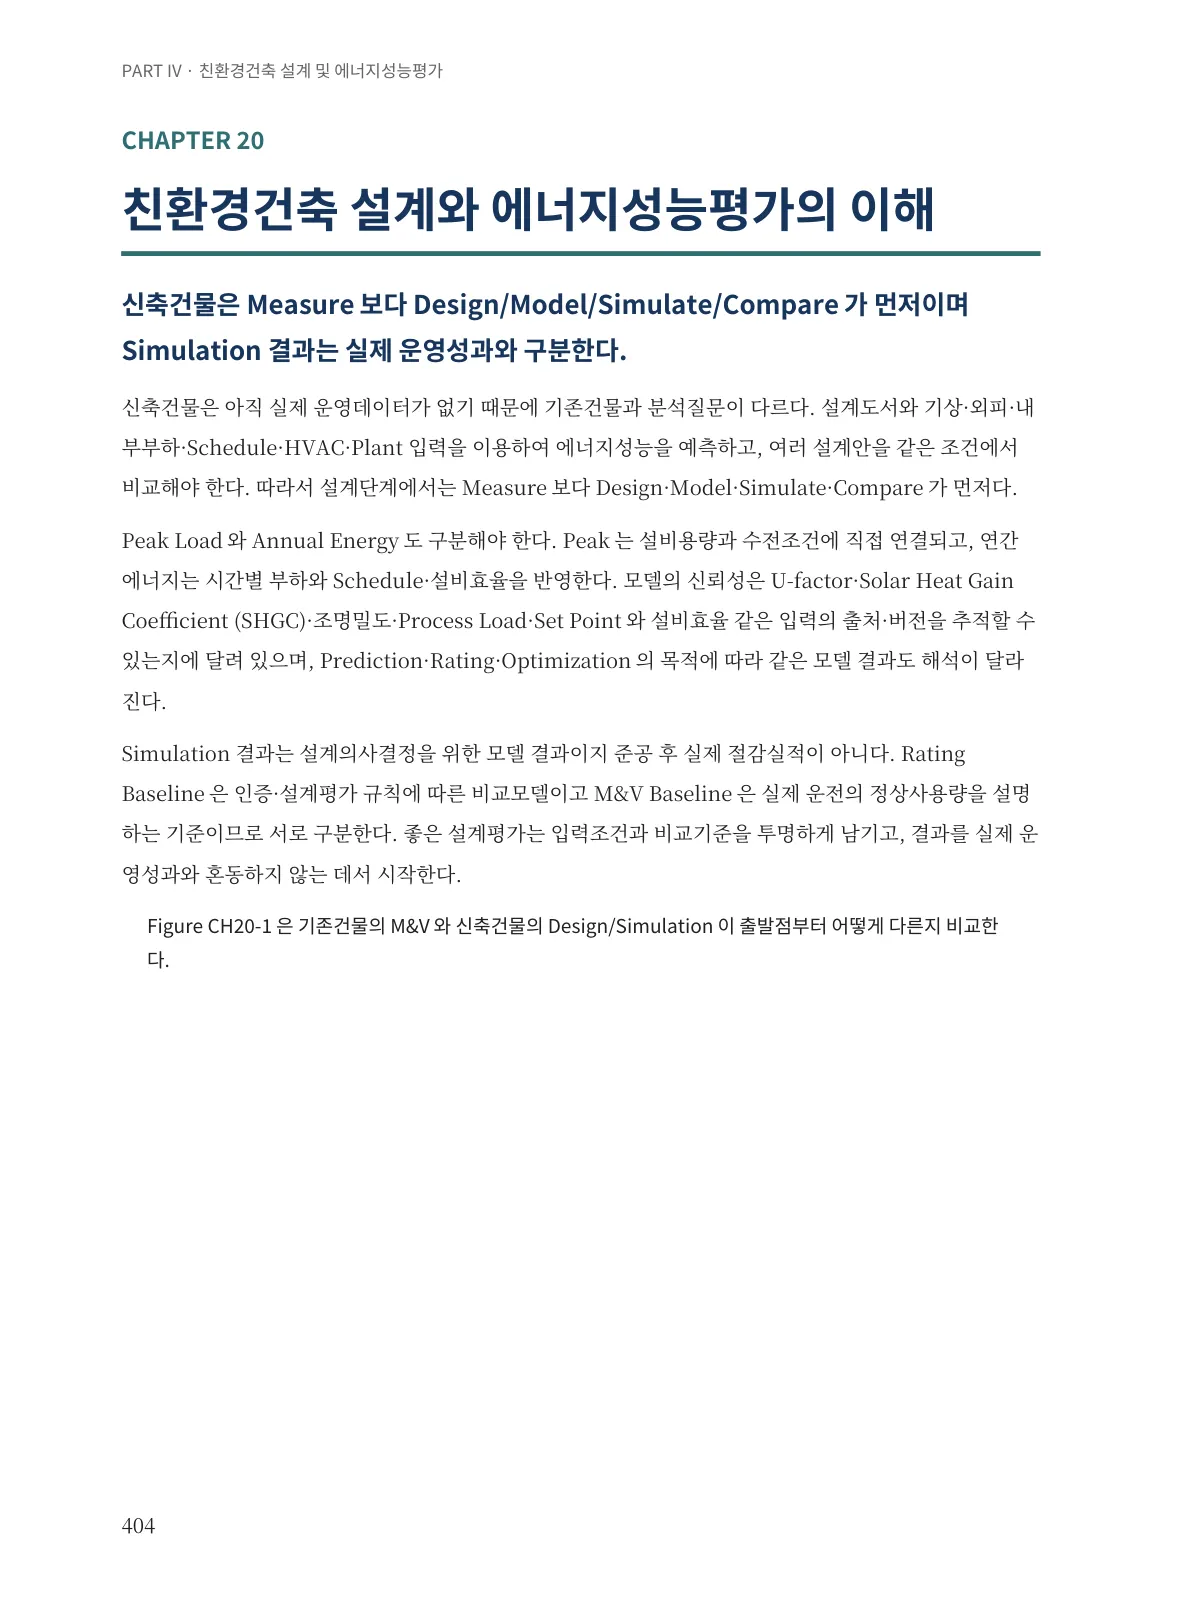 PART IV · 친환경건축 설계 및 에너지성능평가
CHAPTER 20
친환경건축 설계와 에너지성능평가의 이해
신축건물은 Measure 보다 Design/Model/Simulate/Compare 가 먼저이며
Simulation 결과는 실제 운영성과와 구분한다.
신축건물은 아직 실제 운영데이터가 없기 때문에 기존건물과 분석질문이 다르다. 설계도서와 기상·외피·내
부부하·Schedule·HVAC·Plant 입력을 이용하여 에너지성능을 예측하고, 여러 설계안을 같은 조건에서
비교해야 한다. 따라서 설계단계에서는 Measure 보다 Design·Model·Simulate·Compare 가 먼저다.
Peak Load 와 Annual Energy 도 구분해야 한다. Peak 는 설비용량과 수전조건에 직접 연결되고, 연간
에너지는 시간별 부하와 Schedule·설비효율을 반영한다. 모델의 신뢰성은 U-factor·Solar Heat Gain
Coefficient (SHGC)·조명밀도·Process Load·Set Point 와 설비효율 같은 입력의 출처·버전을 추적할 수
있는지에 달려 있으며, Prediction·Rating·Optimization 의 목적에 따라 같은 모델 결과도 해석이 달라
진다.
Simulation 결과는 설계의사결정을 위한 모델 결과이지 준공 후 실제 절감실적이 아니다. Rating
Baseline 은 인증·설계평가 규칙에 따른 비교모델이고 M&V Baseline 은 실제 운전의 정상사용량을 설명
하는 기준이므로 서로 구분한다. 좋은 설계평가는 입력조건과 비교기준을 투명하게 남기고, 결과를 실제 운
영성과와 혼동하지 않는 데서 시작한다.
Figure CH20-1 은 기존건물의 M&V 와 신축건물의 Design/Simulation 이 출발점부터 어떻게 다른지 비교한
다.
404